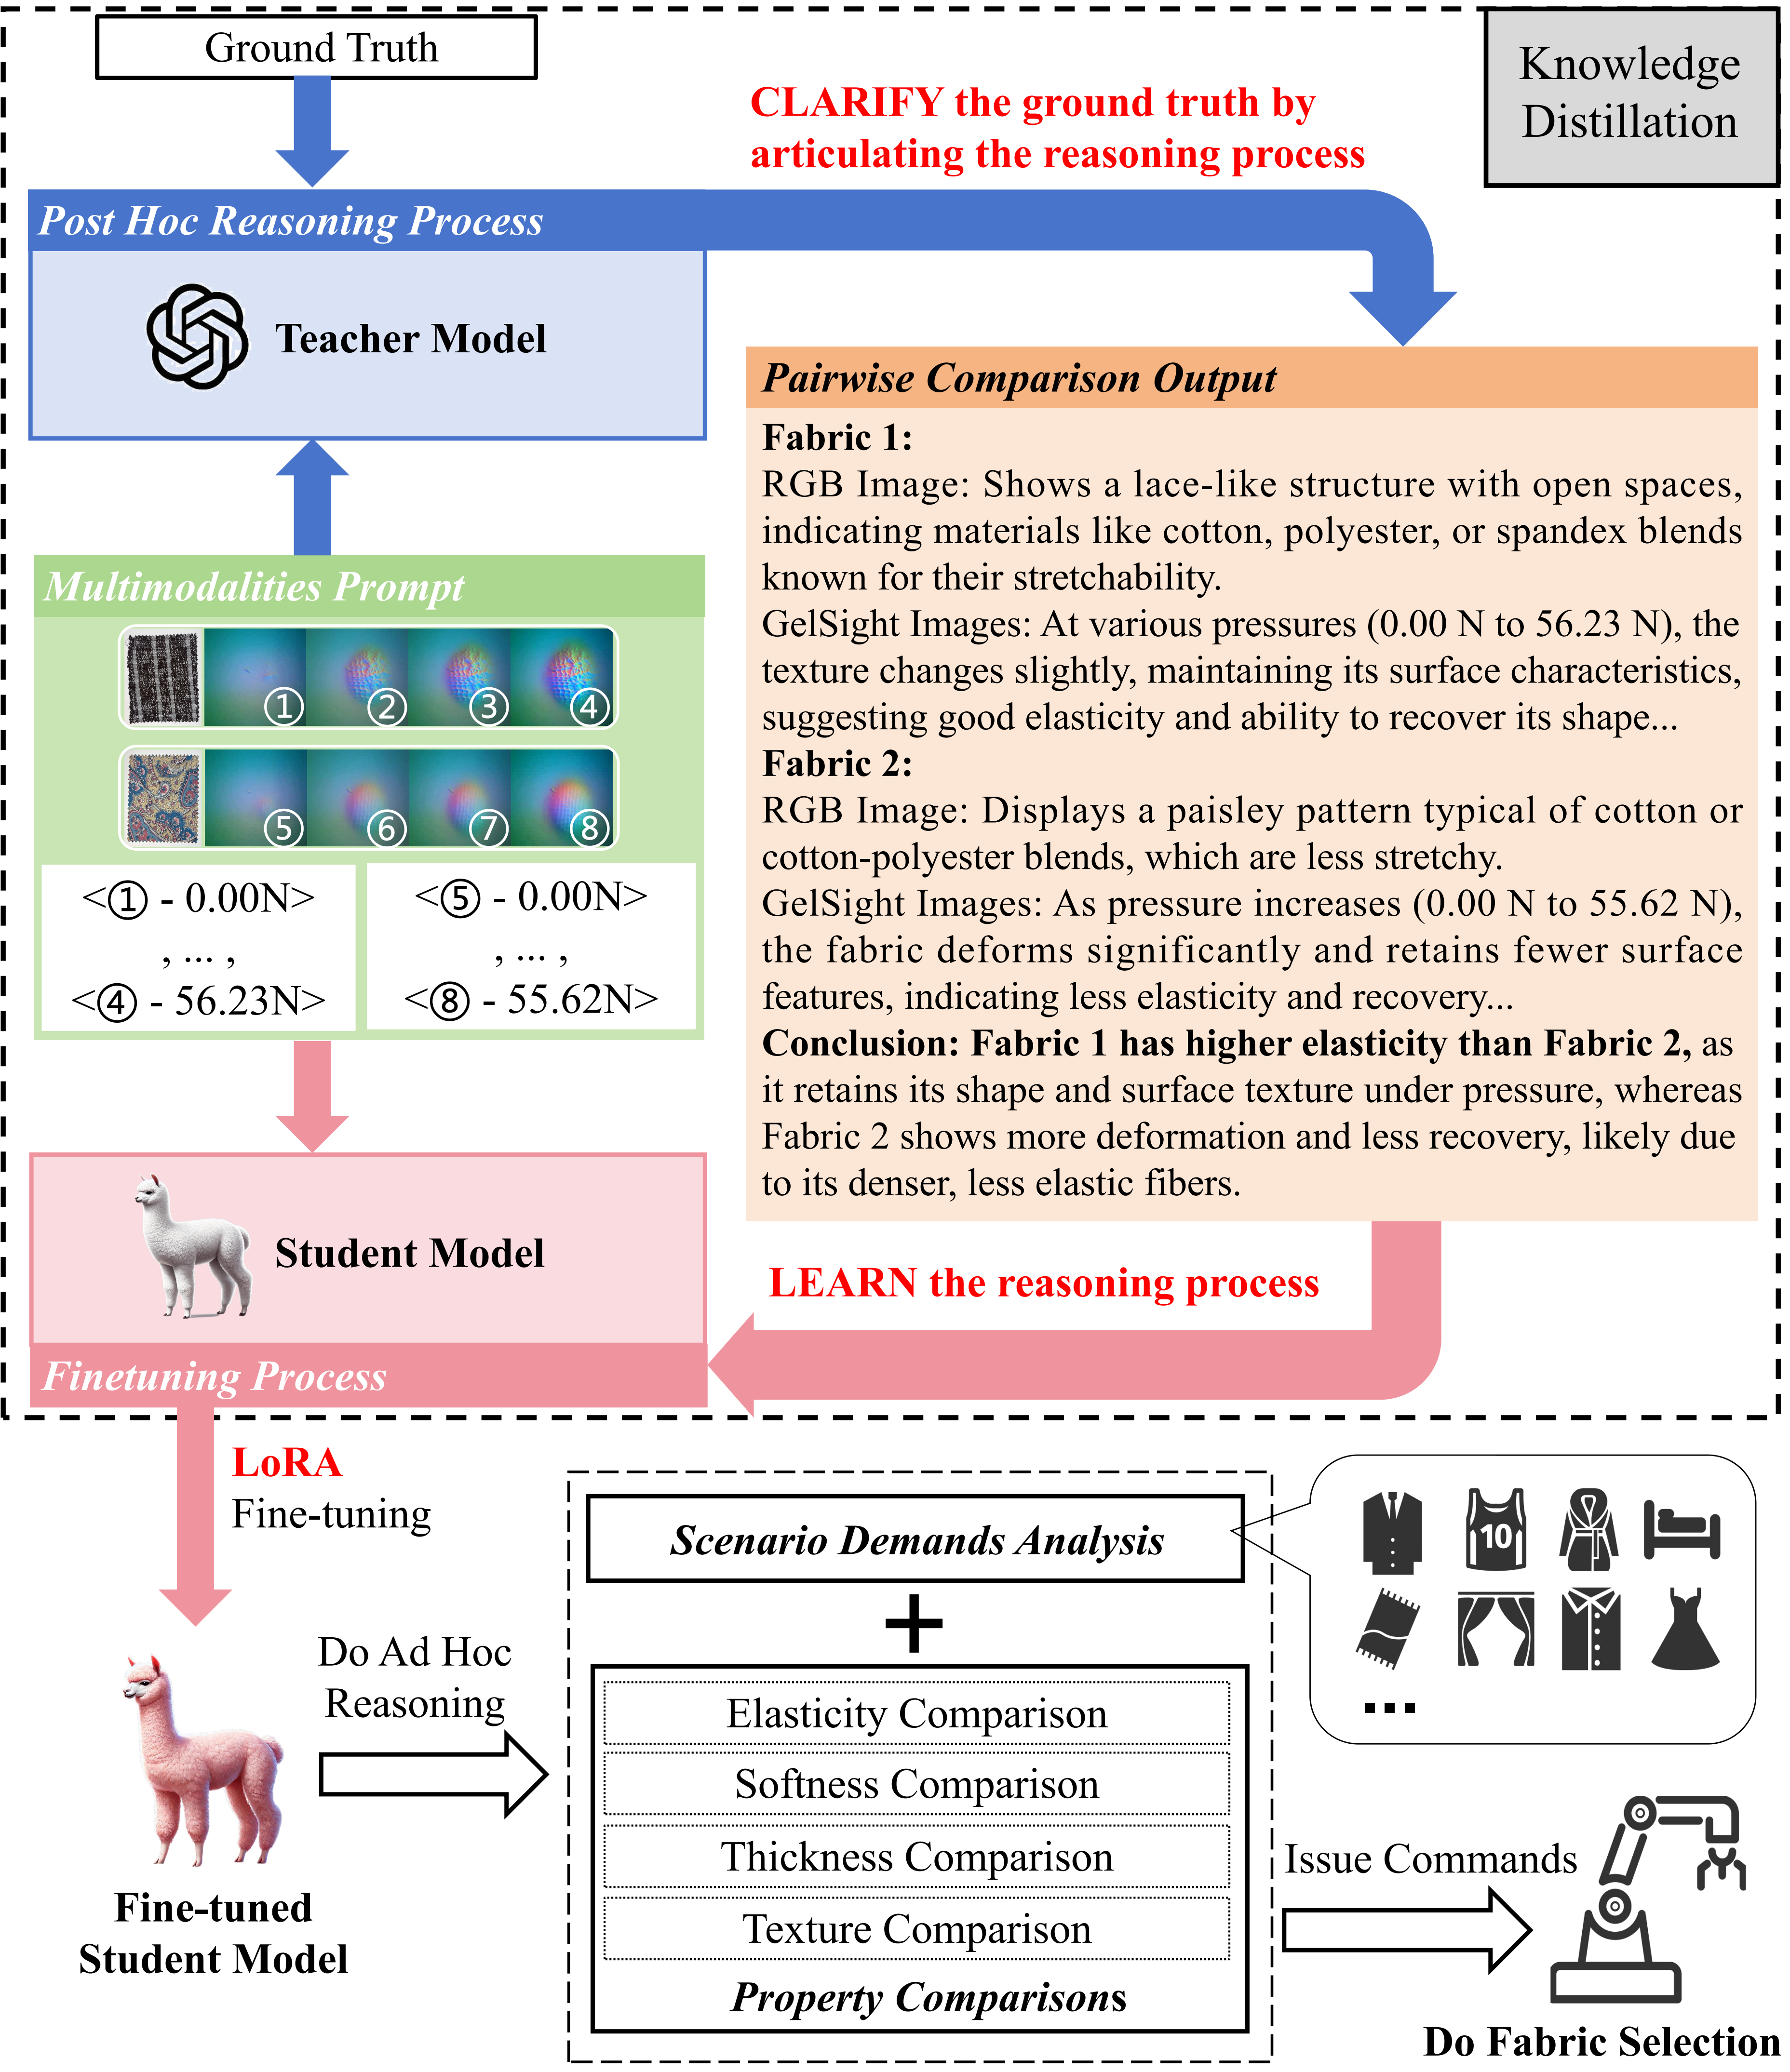 Ground Truth
Knowledge
Distillation
CLARIFY the ground truth by
articulating the reasoning process
Post Hoc Reasoning Process
Teacher Model
Multimodalities Prompt
① ② ③ ④
⑤ ⑥ ⑦ ⑧
<① - 0.00N>
, ... ,
<④ - 56.23N>
<⑤ - 0.00N>
, ... ,
<⑧ - 55.62N>
Pairwise Comparison Output
Fabric 1:
RGB Image: Shows a lace-like structure with open spaces,
indicating materials like cotton, polyester, or spandex blends
known for their stretchability.
GelSight Images: At various pressures (0.00 N to 56.23 N), the
texture changes slightly, maintaining its surface characteristics,
suggesting good elasticity and ability to recover its shape...
Fabric 2:
RGB Image: Displays a paisley pattern typical of cotton or
cotton-polyester blends, which are less stretchy.
GelSight Images: As pressure increases (0.00 N to 55.62 N),
the fabric deforms significantly and retains fewer surface
features, indicating less elasticity and recovery...
Conclusion: Fabric 1 has higher elasticity than Fabric 2, as
it retains its shape and surface texture under pressure, whereas
Fabric 2 shows more deformation and less recovery, likely due
to its denser, less elastic fibers.
Student Model
LEARN the reasoning process
Finetuning Process
LoRA
Fine-tuning
Scenario Demands Analysis
10
...
+
Do Ad Hoc
Reasoning
Elasticity Comparison
Softness Comparison
Thickness Comparison
Texture Comparison
Property Comparisons
Issue Commands
Fine-tuned
Student Model
Do Fabric Selection